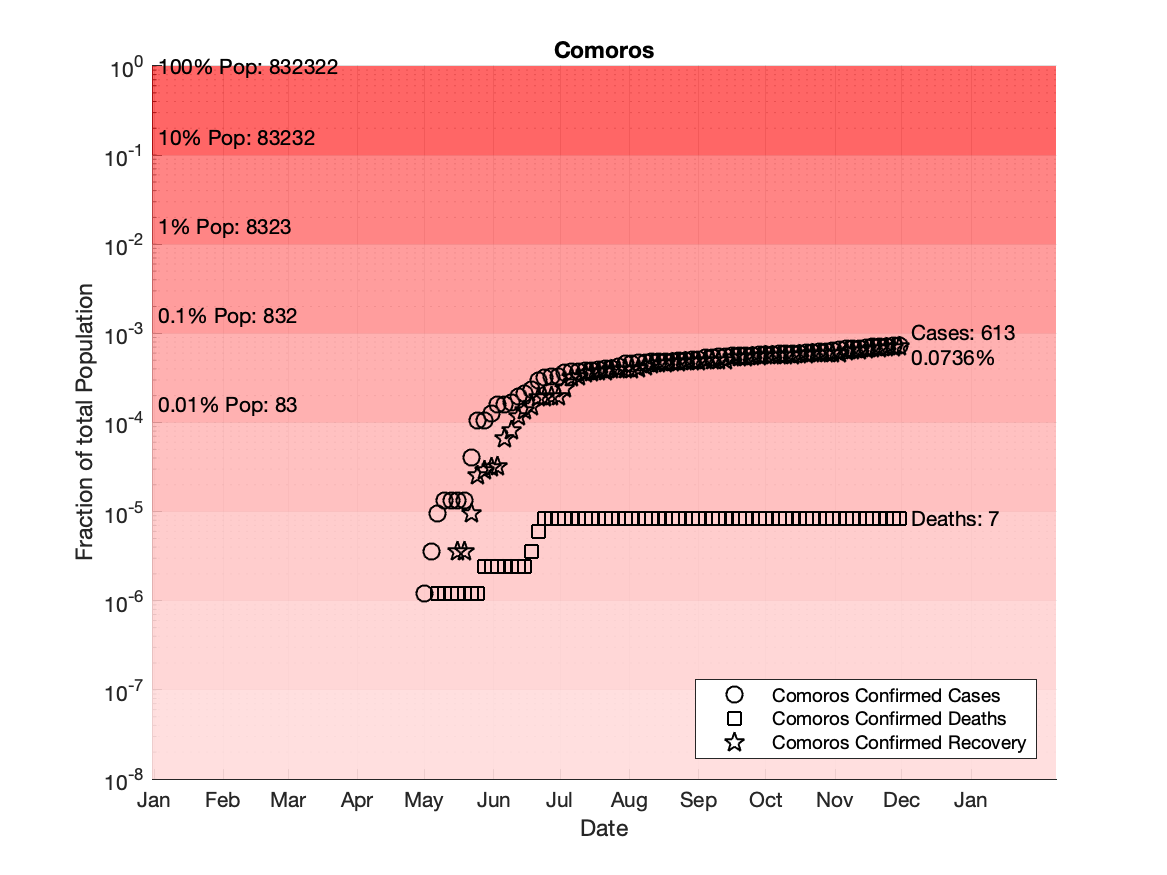 Comoros
10^0
100% Pop: 832322
10% Pop: 83232
10^-1
1% Pop: 8323
10^-2
0.1% Pop: 832
10^-3
Cases: 613
0.0736%
0.01% Pop: 83
10^-4
10^-5
Deaths: 7
10^-6
10^-7
10^-8
Fraction of total Population
Comoros Confirmed Cases
Comoros Confirmed Deaths
Comoros Confirmed Recovery
Jan Feb Mar Apr May Jun Jul Aug Sep Oct Nov Dec Jan
Date